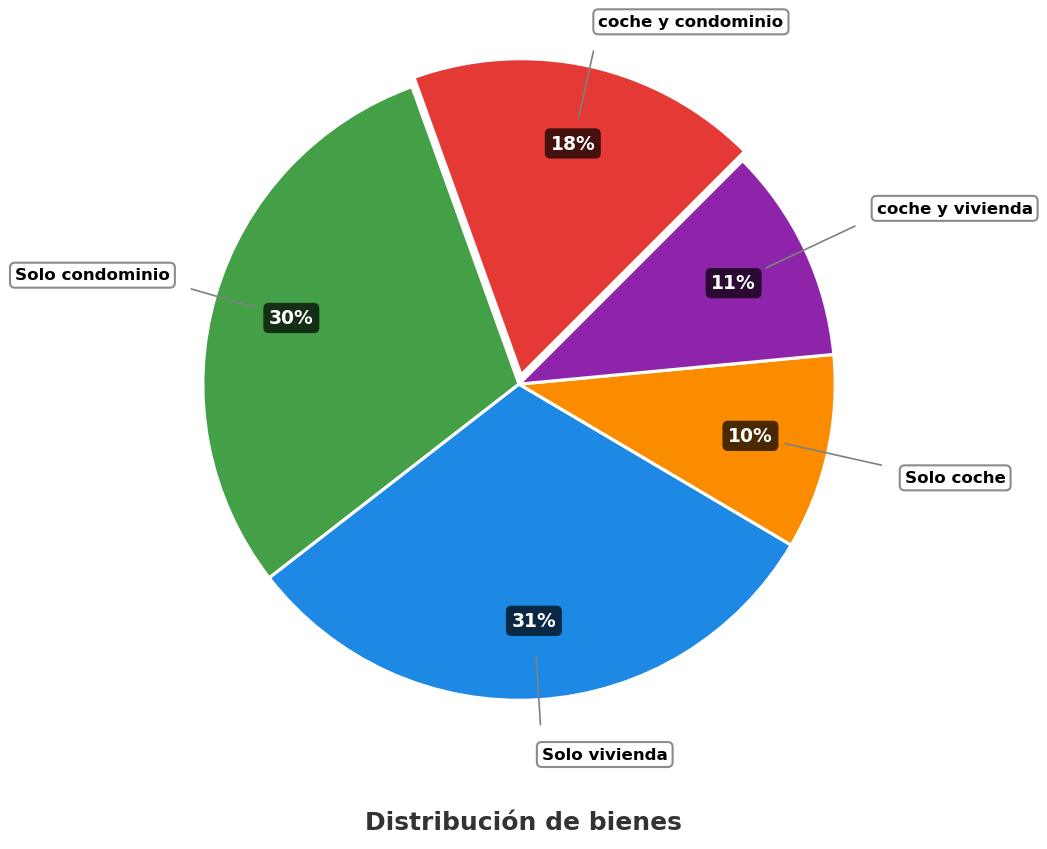 coche y condominio
18%
coche y vivienda
11%
Solo condominio
30%
10%
Solo coche
31%
Solo vivienda
Distribución de bienes